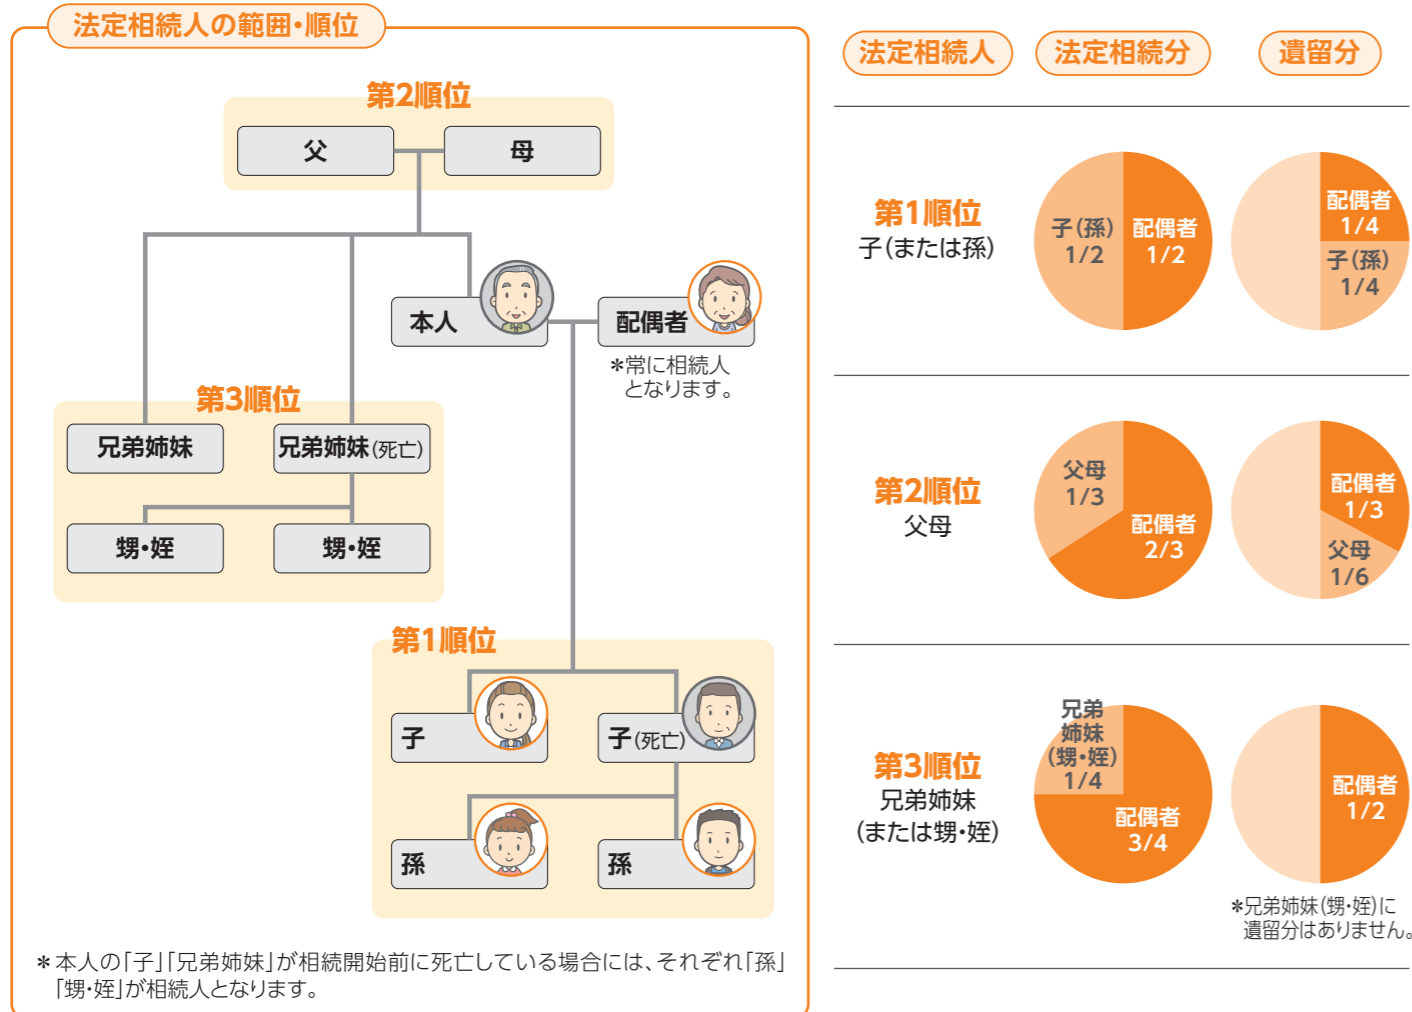 法定相続人の範囲・順位
第2順位
父
母
本人
配偶者
*常に相続人
となります。
第3順位
兄弟姉妹
兄弟姉妹(死亡)
甥・姪
甥・姪
第1順位
子
子(死亡)
孫
孫
*本人の「子」「兄弟姉妹」が相続開始前に死亡している場合には、それぞれ「孫」
「甥・姪」が相続人となります。
法定相続人
法定相続分
遺留分
第1順位
子(または孫)
子(孫)
1/2
配偶者
1/2
配偶者
1/4
子(孫)
1/4
第2順位
父母
父母
1/3
配偶者
2/3
配偶者
1/3
父母
1/6
第3順位
兄弟姉妹
(または甥・姪)
兄弟
姉妹
(甥・姪)
1/4
配偶者
3/4
配偶者
1/2
*兄弟姉妹(甥・姪)に
遺留分はありません。